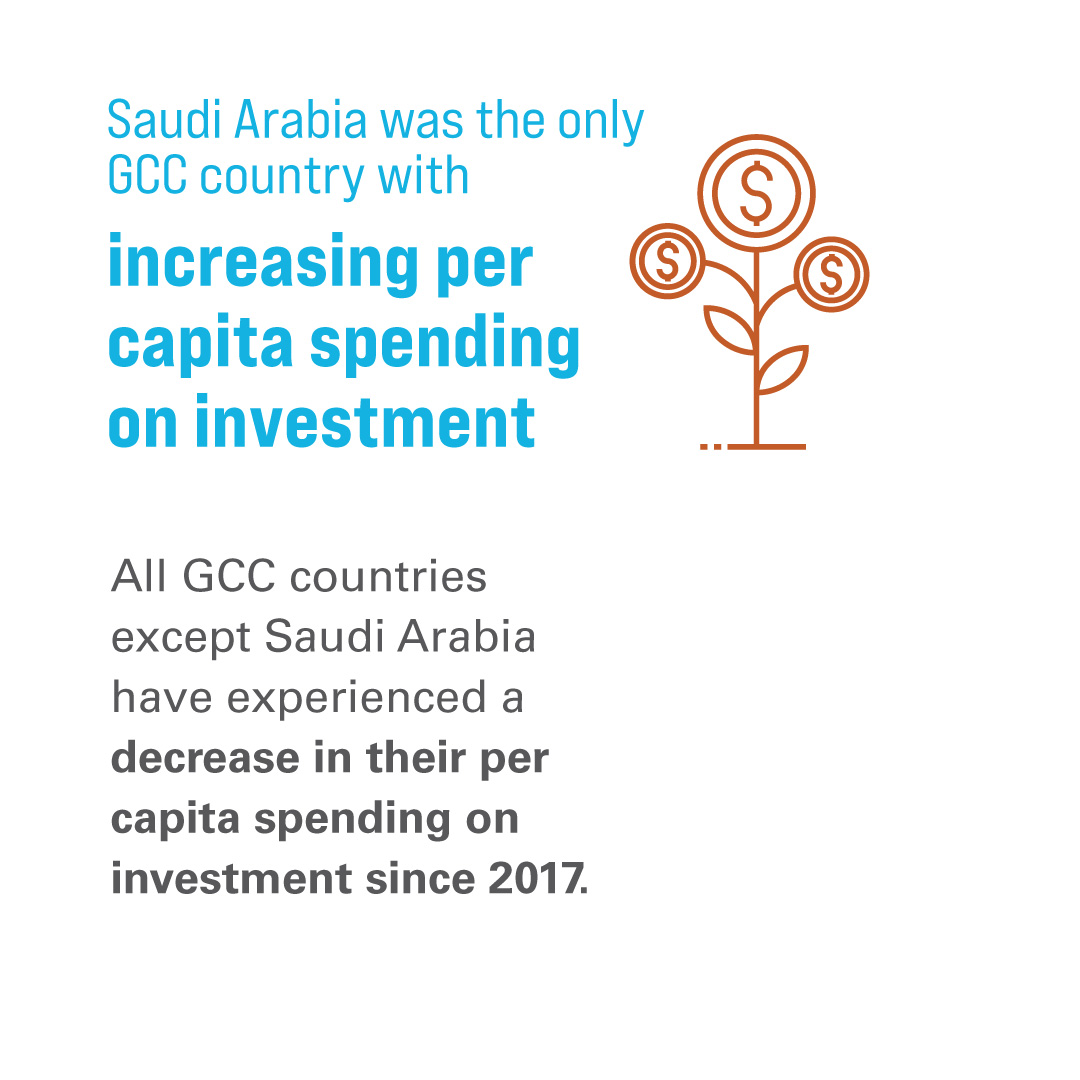 Saudi Arabia was the only
GCC country with
increasing per
capita spending
on investment
$
$
$
All GCC countries
except Saudi Arabia
have experienced a
decrease in their per
capita spending on
investment since 2017.